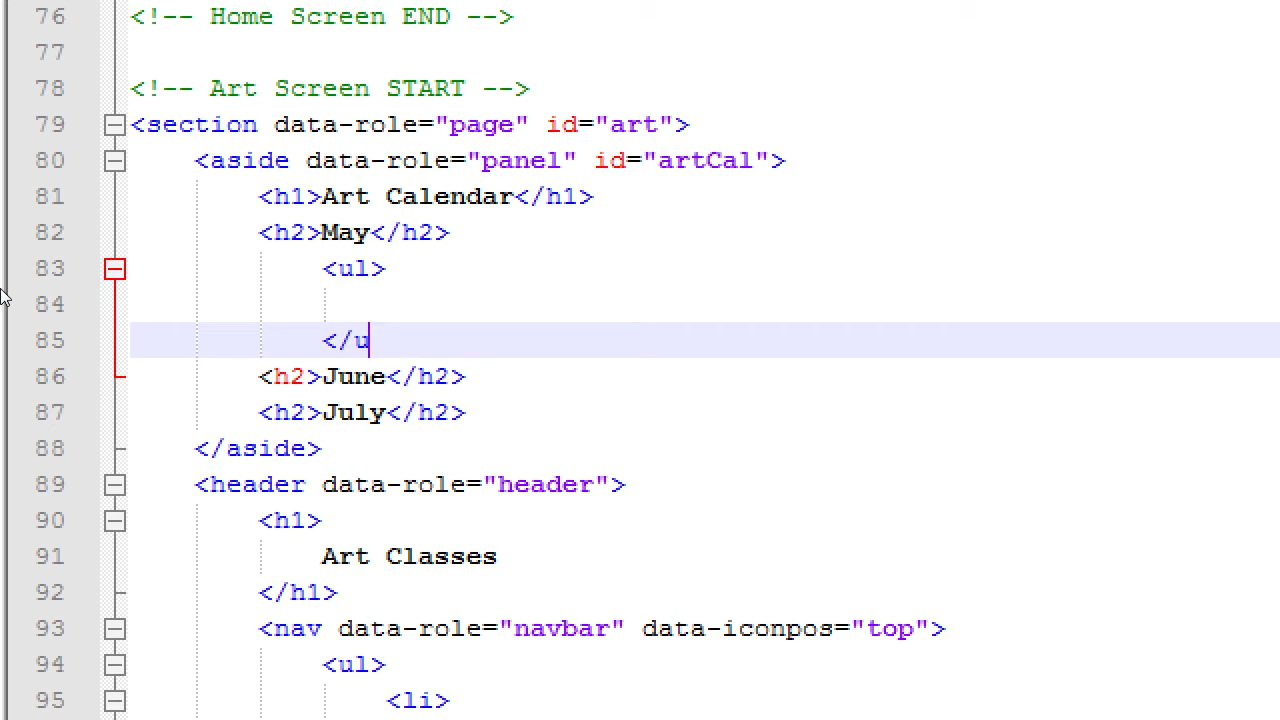 76 <!-- Home Screen END -->
77
78 <!-- Art Screen START -->
79 <section data-role="page" id="art">
80 <aside data-role="panel" id="artCal">
81 <h1>Art Calendar</h1>
82 <h2>May</h2>
83 <ul>
84
85 </u
86 <h2>June</h2>
87 <h2>July</h2>
88 </aside>
89 <header data-role="header">
90 <h1>
91 Art Classes
92 </h1>
93 <nav data-role="navbar" data-iconpos="top">
94 <ul>
95 <li>